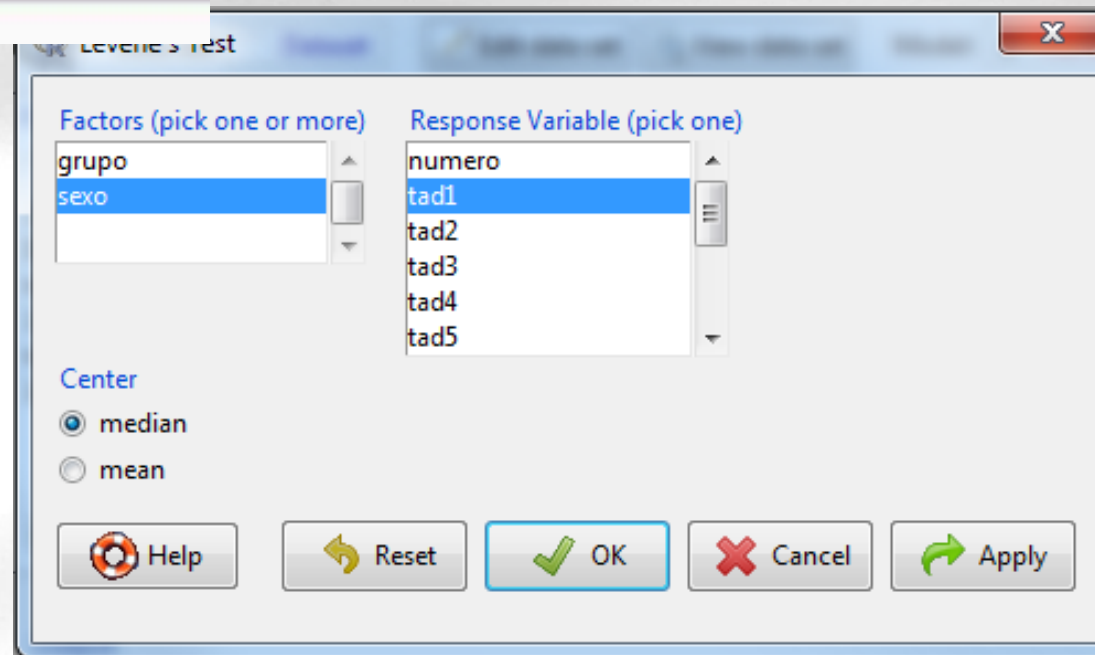 Levene's Test
Factors (pick one or more)
Response Variable (pick one)
grupo
sexo
numero
tad1
tad2
tad3
tad4
tad5
Center
median
mean
Help
Reset
OK
Cancel
Apply